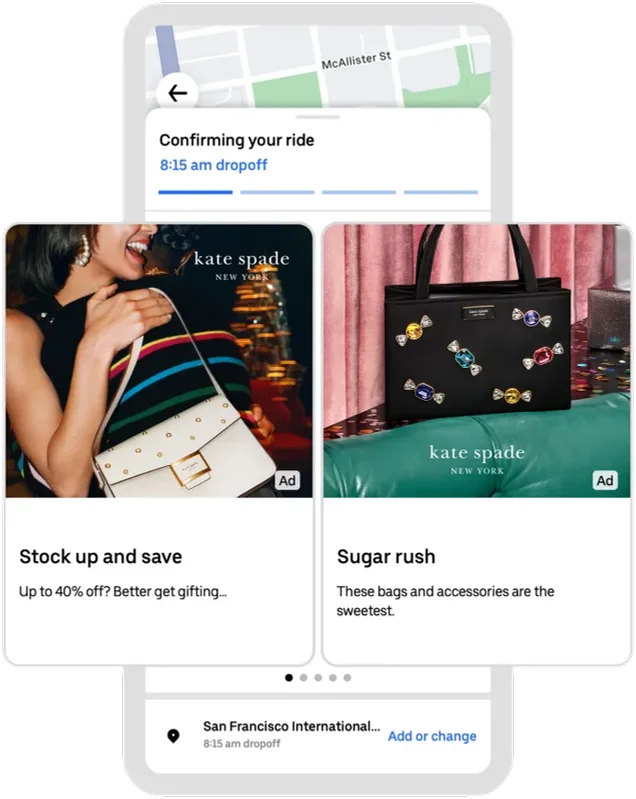 McAllister St
Confirming your ride
8:15 am dropoff
kate spade
NEW YORK
Ad
Stock up and save
Up to 40% off? Better get gifting...
kate spade
NEW YORK
Ad
Sugar rush
These bags and accessories are the
sweetest.
San Francisco International...
8:15 am dropoff
Add or change